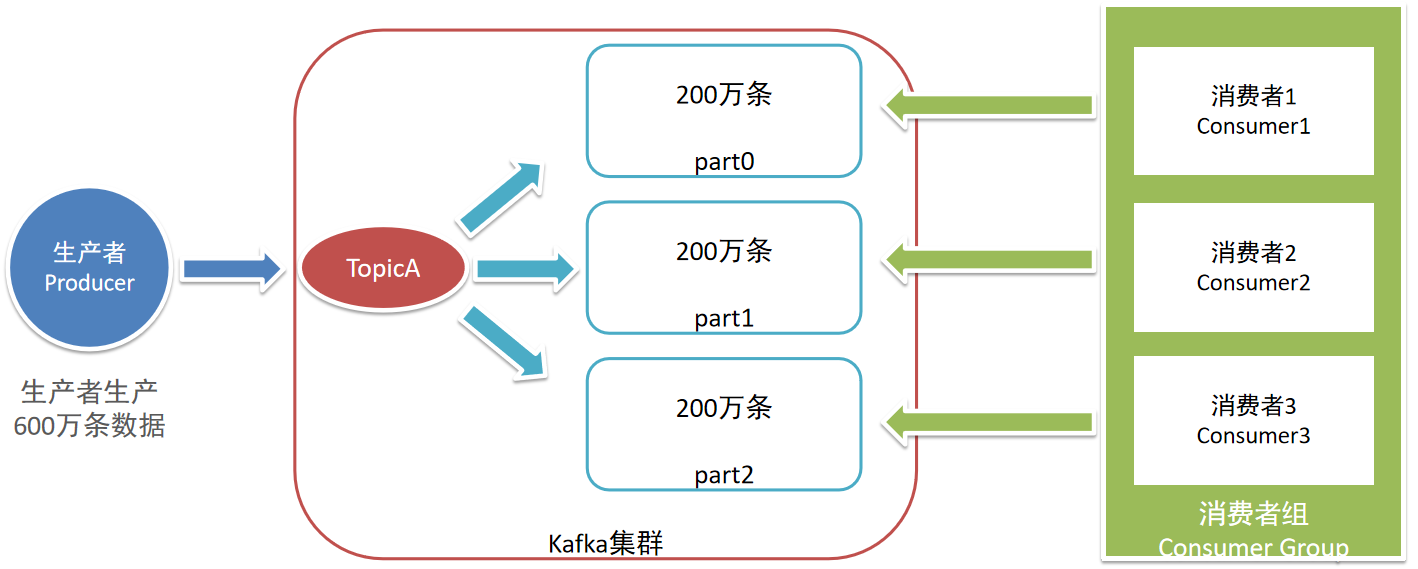 生产者
Producer
生产者生产
600万条数据
TopicA
200万条
part0
200万条
part1
200万条
part2
Kafka集群
消费者1
Consumer1
消费者2
Consumer2
消费者3
Consumer3
消费者组
Consumer Group